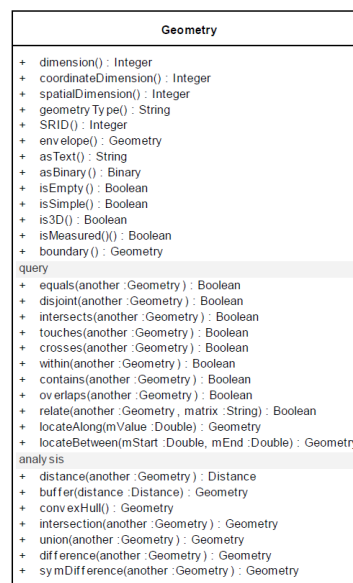 Geometry
+ dimension() : Integer
+ coordinateDimension() : Integer
+ spatialDimension() : Integer
+ geometryType() : String
+ SRID() : Integer
+ envelope() : Geometry
+ asText() : String
+ asBinary() : Binary
+ isEmpty() : Boolean
+ isSimple() : Boolean
+ is3D() : Boolean
+ isMeasured()() : Boolean
+ boundary() : Geometry
query
+ equals(another :Geometry) : Boolean
+ disjoint(another :Geometry) : Boolean
+ intersects(another :Geometry) : Boolean
+ touches(another :Geometry) : Boolean
+ crosses(another :Geometry) : Boolean
+ within(another :Geometry) : Boolean
+ contains(another :Geometry) : Boolean
+ overlaps(another :Geometry) : Boolean
+ relate(another :Geometry, matrix :String) : Boolean
+ locateAlong(mValue :Double) : Geometry
+ locateBetween(mStart :Double, mEnd :Double) : Geometry
analysis
+ distance(another :Geometry) : Distance
+ buffer(distance :Distance) : Geometry
+ convexHull() : Geometry
+ intersection(another :Geometry) : Geometry
+ union(another :Geometry) : Geometry
+ difference(another :Geometry) : Geometry
+ symDifference(another :Geometry) : Geometry